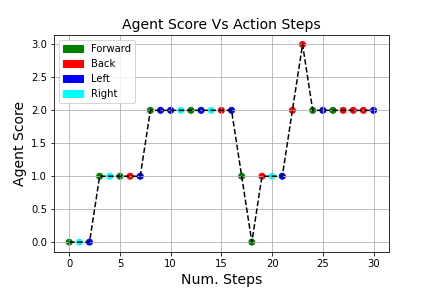 Agent Score Vs Action Steps
Forward
Back
Left
Right
3.0
2.5
2.0
1.5
1.0
0.5
0.0
Agent Score
0 5 10 15 20 25 30
Num. Steps